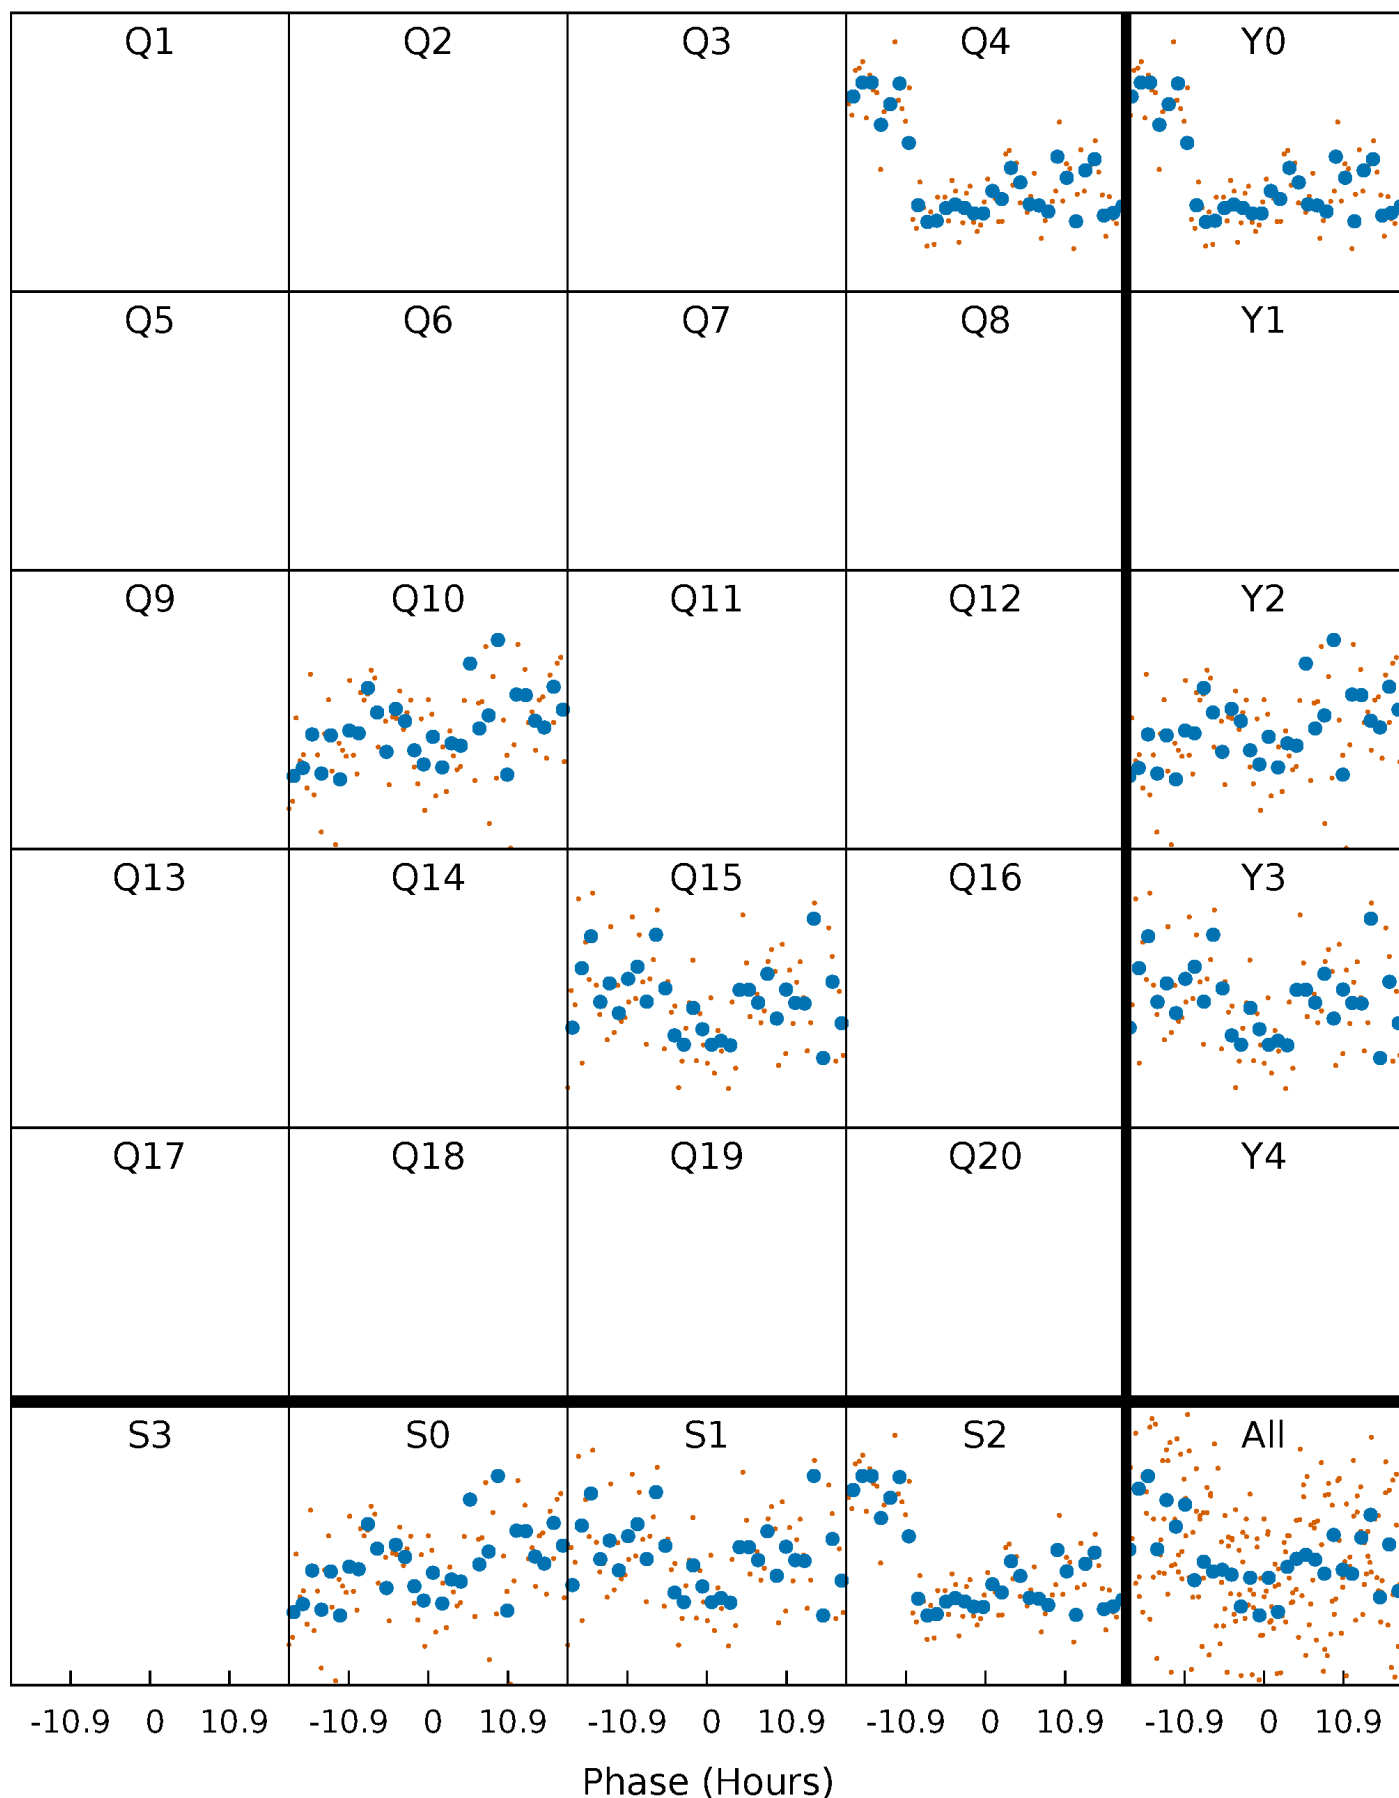 Q1 Q2 Q3 Q4 Y0
Q5 Q6 Q7 Q8 Y1
Q9 Q10 Q11 Q12 Y2
Q13 Q14 Q15 Q16 Y3
Q17 Q18 Q19 Q20 Y4
S3 S0 S1 S2 All
-10.9 0 10.9 -10.9 0 10.9 -10.9 0 10.9 -10.9 0 10.9 -10.9 0 10.9
Phase (Hours)